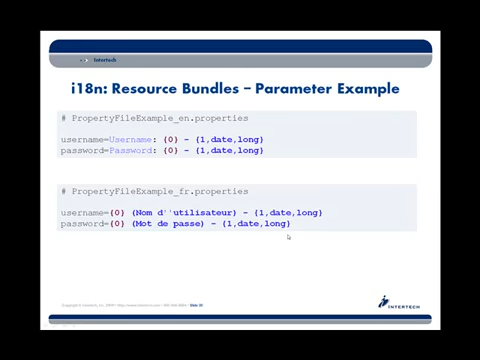 Intertech
i18n: Resource Bundles – Parameter Example
# PropertyFileExample_en.properties
username=Username: {0} - {1,date,long}
password=Password: {0} - {1,date,long}
# PropertyFileExample_fr.properties
username={0} (Nom d''utilisateur) - {1,date,long}
password={0} (Mot de passe) - {1,date,long}
INTERTECH